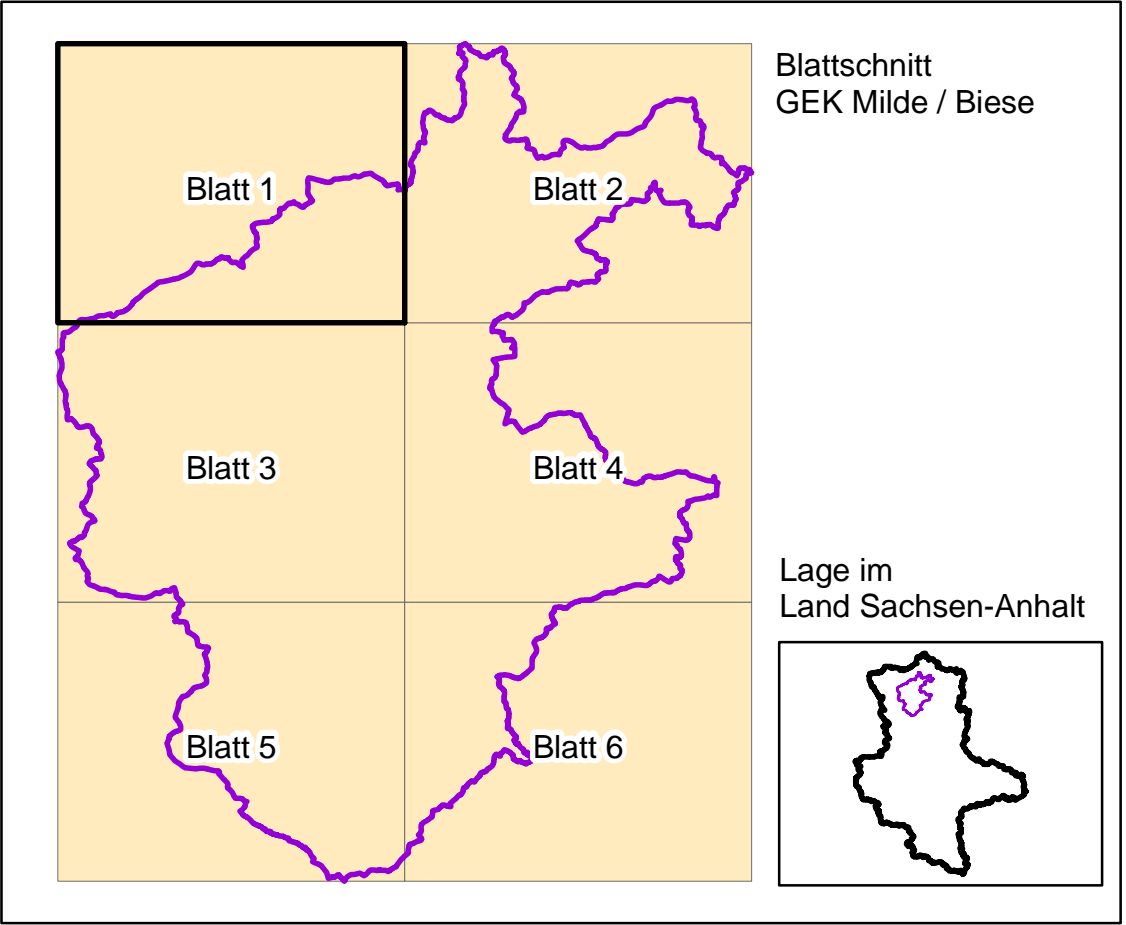 Blattschnitt
GEK Milde / Biese
Blatt 1
Blatt 2
Blatt 3
Blatt 4
Blatt 5
Blatt 6
Lage im
Land Sachsen-Anhalt